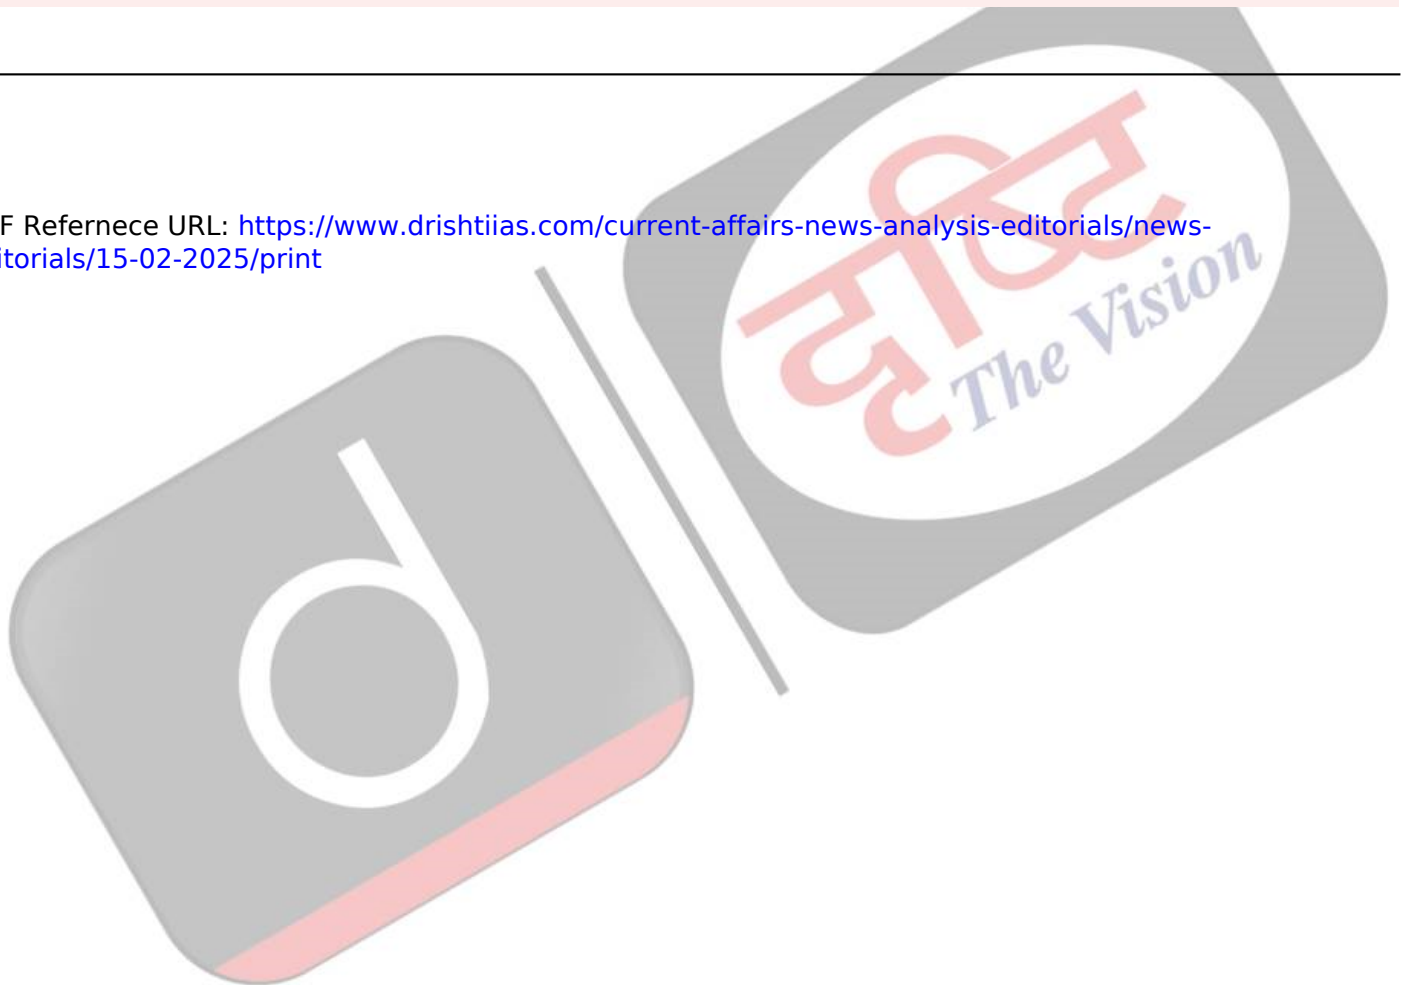 F Refernece URL: https://www.drishtiias.com/current-affairs-news-analysis-editorials/news-
itorials/15-02-2025/print
दृष्टि
The Vision
d